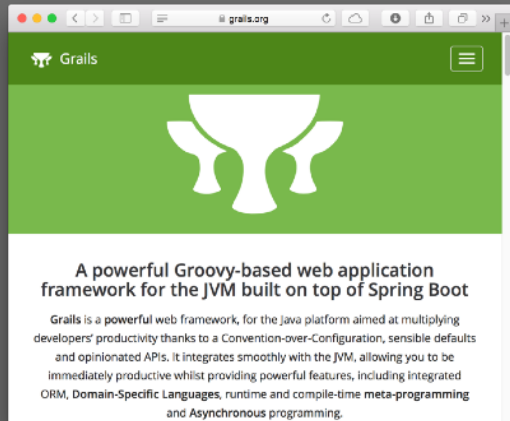 grails.org
Grails
A powerful Groovy-based web application
framework for the JVM built on top of Spring Boot
Grails is a powerful web framework, for the Java platform aimed at multiplying
developers' productivity thanks to a Convention-over-Configuration, sensible defaults
and opinionated APIs. It integrates smoothly with the JVM, allowing you to be
immediately productive whilst providing powerful features, including integrated
ORM, Domain-Specific Languages, runtime and compile-time meta-programming
and Asynchronous programming.